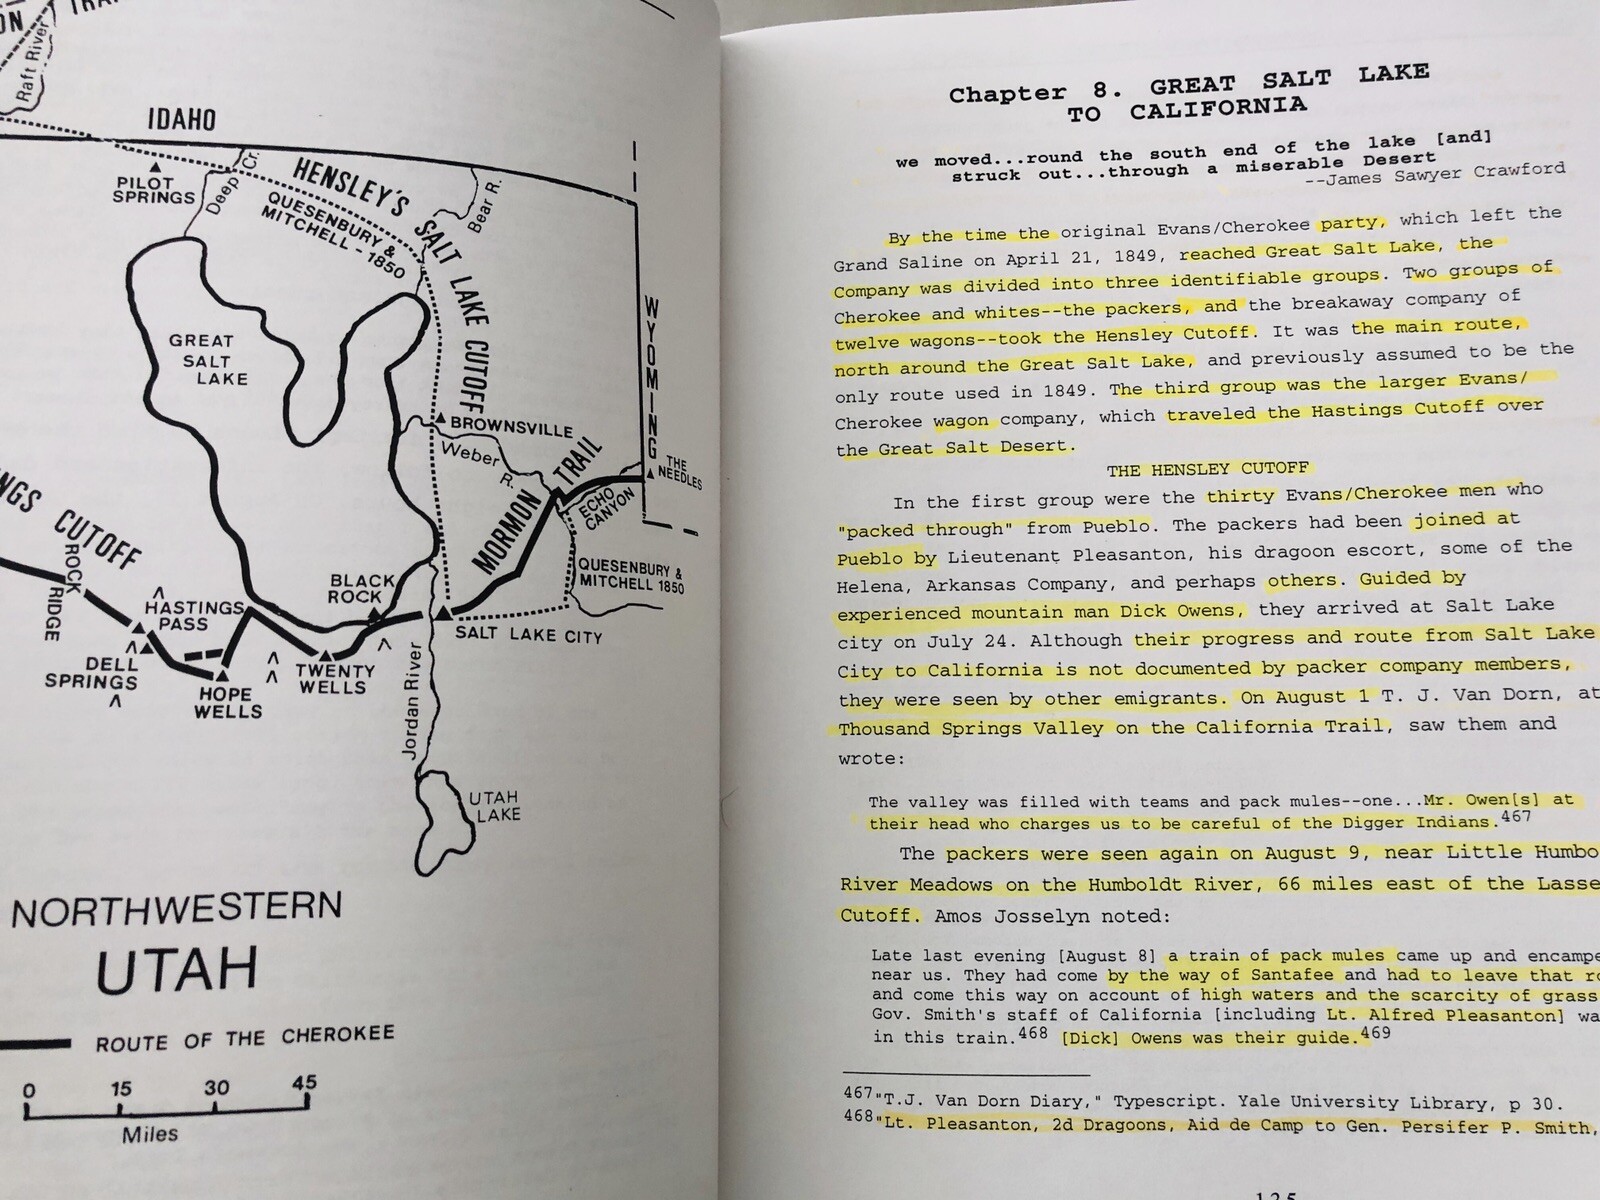 ON
TRA
Raft River
IDAHO
PILOT
SPRINGS
Deep Cr.
HENSLEY'S SALT LAKE CUTOFF
QUESENBURY &
MITCHELL - 1850
Bear R.
WYOMING
GREAT
SALT
LAKE
BROWNSVILLE
Weber
R.
MORMON TRAIL
ECHO
CANYON
THE
NEEDLES
NGS CUTOFF
ROCK
RIDGE
HASTINGS
PASS
BLACK
ROCK
QUESENBURY &
MITCHELL 1850
SALT LAKE CITY
DELL
SPRINGS
HOPE
WELLS
TWENTY
WELLS
Jordan River
UTAH
LAKE
NORTHWESTERN
UTAH
ROUTE OF THE CHEROKEE
0 15 30 45
Miles
Chapter 8. GREAT SALT LAKE
TO CALIFORNIA
we moved...round the south end of the lake [and]
struck out...through a miserable Desert
--James Sawyer Crawford
By the time the original Evans/Cherokee party, which left the
Grand Saline on April 21, 1849, reached Great Salt Lake, the
Company was divided into three identifiable groups. Two groups of
Cherokee and whites--the packers, and the breakaway company of
twelve wagons--took the Hensley Cutoff. It was the main route,
north around the Great Salt Lake, and previously assumed to be the
only route used in 1849. The third group was the larger Evans/
Cherokee wagon company, which traveled the Hastings Cutoff over
the Great Salt Desert.
THE HENSLEY CUTOFF
In the first group were the thirty Evans/Cherokee men who
"packed through" from Pueblo. The packers had been joined at
Pueblo by Lieutenant Pleasanton, his dragoon escort, some of the
Helena, Arkansas Company, and perhaps others. Guided by
experienced mountain man Dick Owens, they arrived at Salt Lake
city on July 24. Although their progress and route from Salt Lake
City to California is not documented by packer company members,
they were seen by other emigrants. On August 1 T. J. Van Dorn, at
Thousand Springs Valley on the California Trail, saw them and
wrote:
The valley was filled with teams and pack mules--one...Mr. Owen[s] at
their head who charges us to be careful of the Digger Indians.467
The packers were seen again on August 9, near Little Humbo
River Meadows on the Humboldt River, 66 miles east of the Lasse
Cutoff. Amos Josselyn noted:
Late last evening [August 8] a train of pack mules came up and encampe
near us. They had come by the way of Santafee and had to leave that ro
and come this way on account of high waters and the scarcity of grass
Gov. Smith's staff of California [including Lt. Alfred Pleasanton] wa
in this train.468 [Dick] Owens was their guide.469
467"T.J. Van Dorn Diary," Typescript. Yale University Library, p 30.
468"Lt. Pleasanton, 2d Dragoons, Aid de Camp to Gen. Persifer P. Smith,